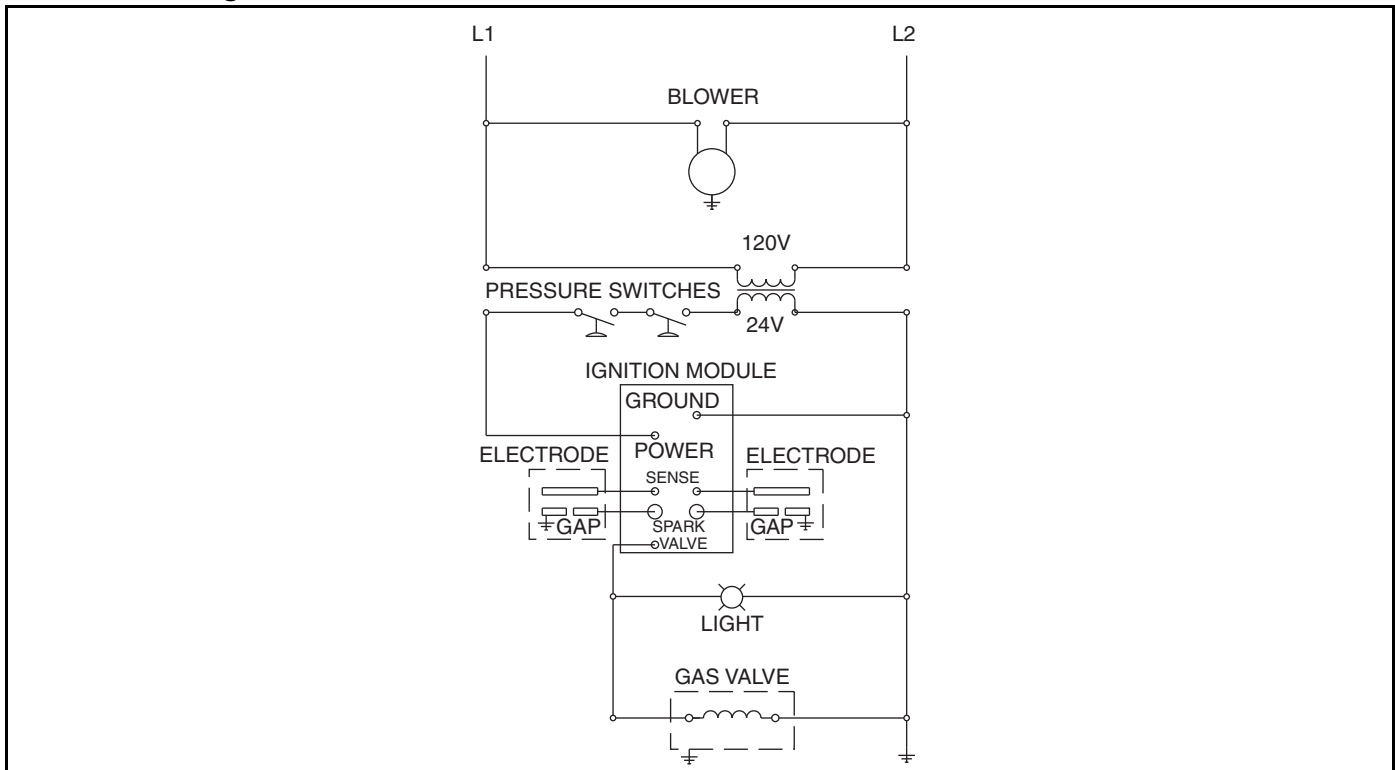 L1
L2
BLOWER
120V
PRESSURE SWITCHES
24V
IGNITION MODULE
GROUND
POWER
ELECTRODE
ELECTRODE
SENSE
GAP
SPARK
GAP
VALVE
LIGHT
GAS VALVE